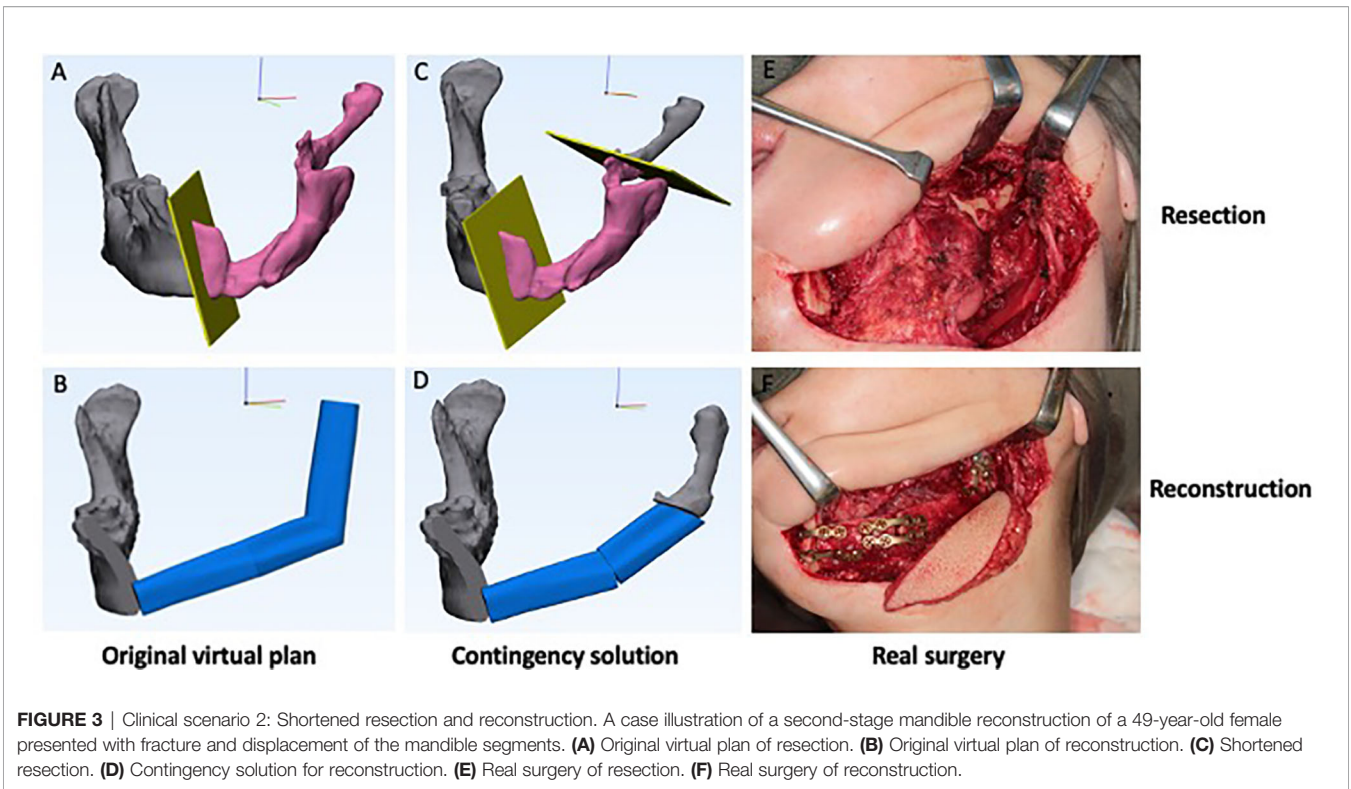 A
C
E
Resection
B
D
F
Reconstruction
Original virtual plan
Contingency solution
Real surgery
FIGURE 3 | Clinical scenario 2: Shortened resection and reconstruction. A case illustration of a second-stage mandible reconstruction of a 49-year-old female
presented with fracture and displacement of the mandible segments. (A) Original virtual plan of resection. (B) Original virtual plan of reconstruction. (C) Shortened
resection. (D) Contingency solution for reconstruction. (E) Real surgery of resection. (F) Real surgery of reconstruction.